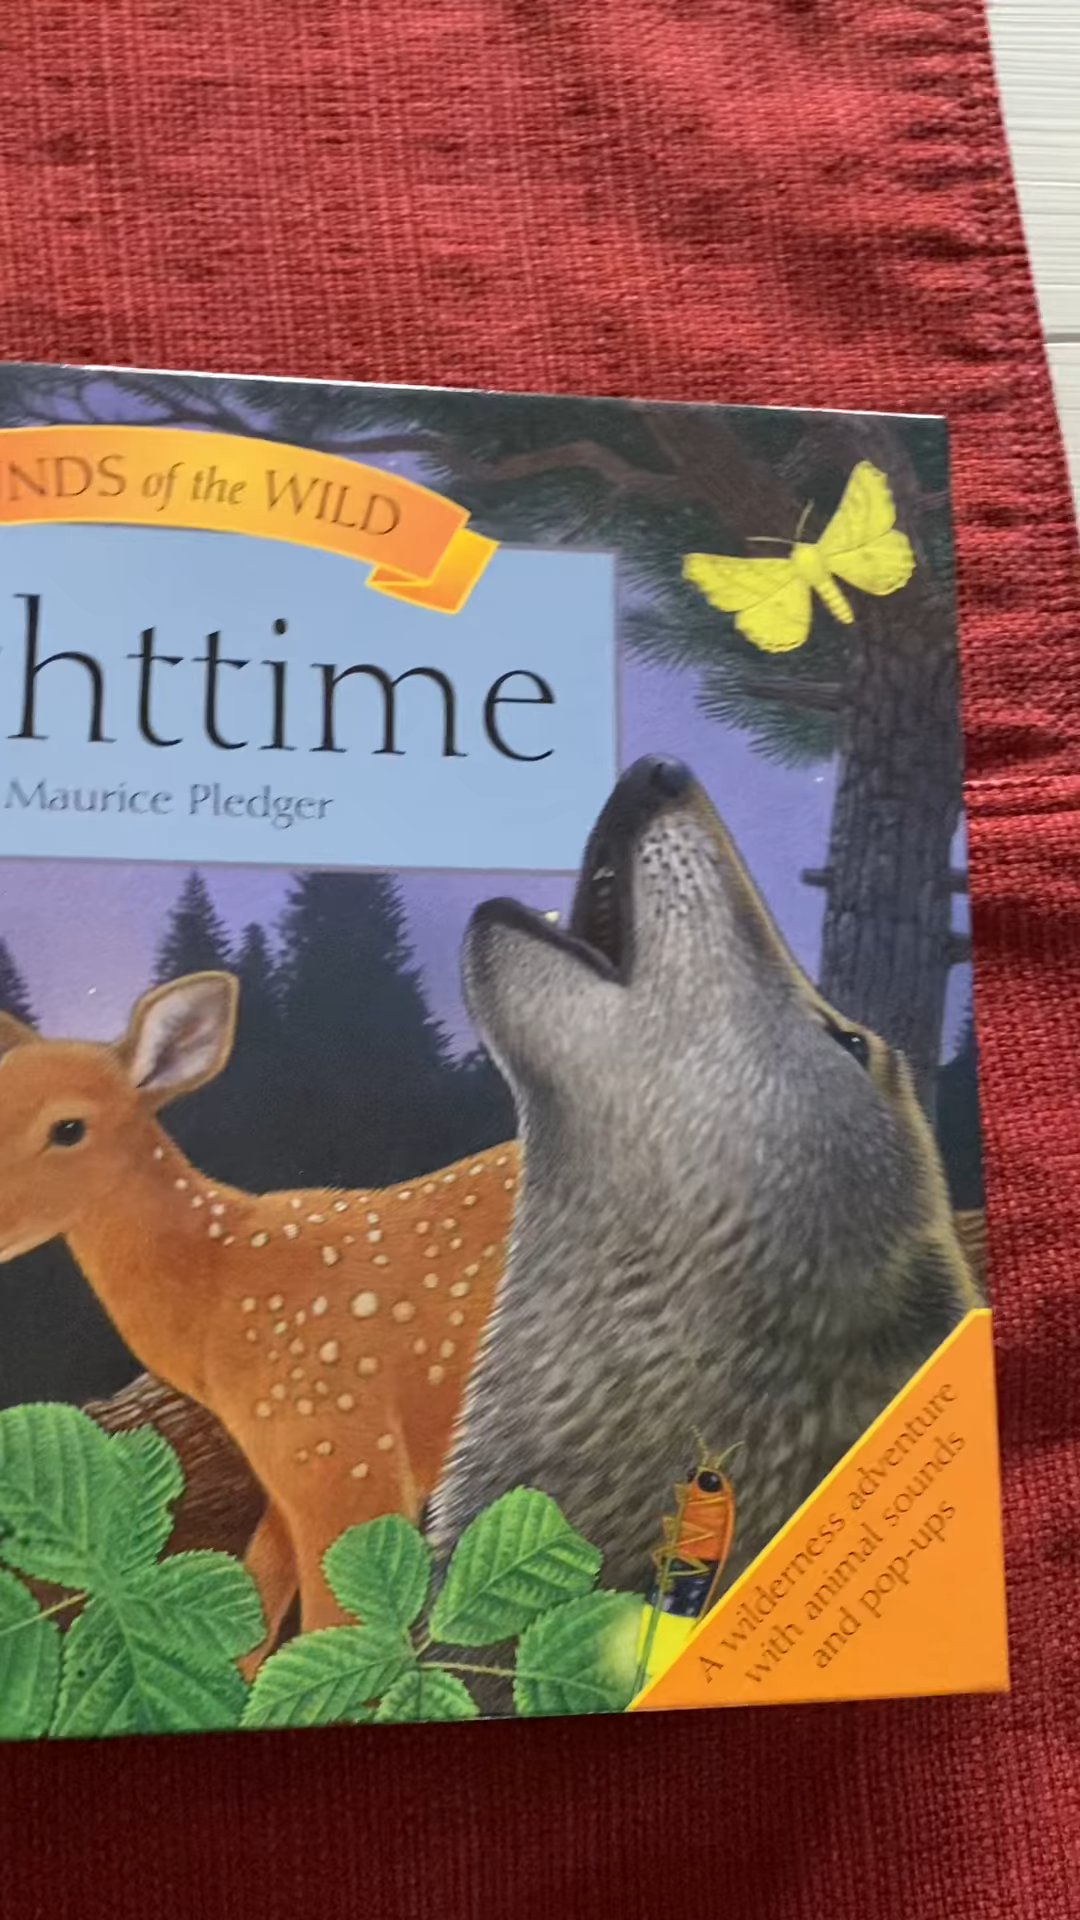 NDS of the WILD
httime
Maurice Pledger
A wilderness adventure
with animal sounds
and pop-ups